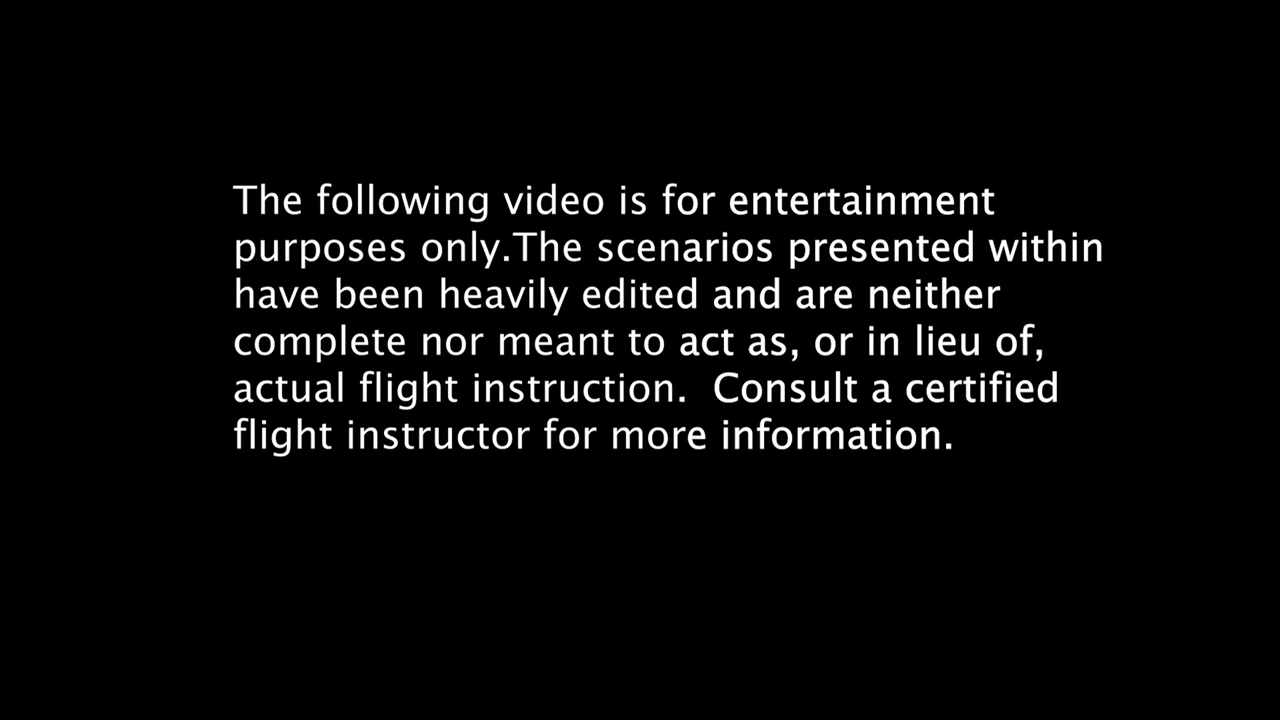 The following video is for entertainment
purposes only.The scenarios presented within
have been heavily edited and are neither
complete nor meant to act as, or in lieu of,
actual flight instruction.  Consult a certified
flight instructor for more information.